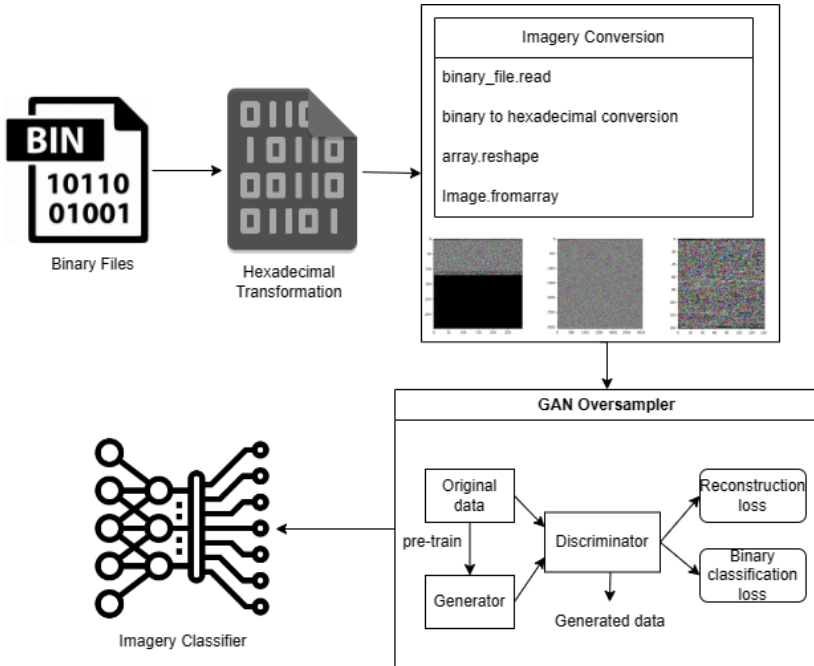 Imagery Conversion
binary_file.read
binary to hexadecimal conversion
array.reshape
Image.fromarray
BIN
10110
01001
Binary Files
Hexadecimal
Transformation
GAN Oversampler
Original
data
pre-train
Generator
Discriminator
Generated data
Reconstruction
loss
Binary
classification
loss
Imagery Classifier